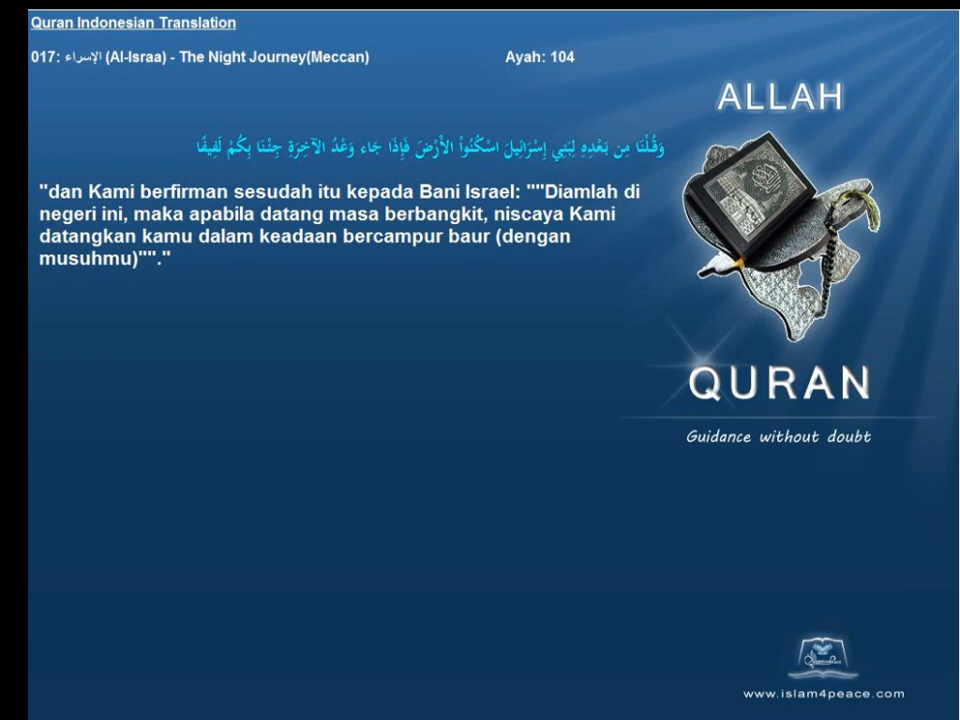 Quran Indonesian Translation
017: الإسراء (Al-Israa) - The Night Journey(Meccan) Ayah: 104
ALLAH
وَقُلْنَا مِن بَعْدِهِ لِبَنِي إِسْرَائِيلَ اسْكُنُواْ الأَرْضَ فَإِذَا جَاء وَعْدُ الآخِرَةِ جِئْنَا بِكُمْ لَفِيفًا
"dan Kami berfirman sesudah itu kepada Bani Israel: ""Diamlah di
negeri ini, maka apabila datang masa berbangkit, niscaya Kami
datangkan kamu dalam keadaan bercampur baur (dengan
musuhmu)""."
QURAN
Guidance without doubt
www.islam4peace.com